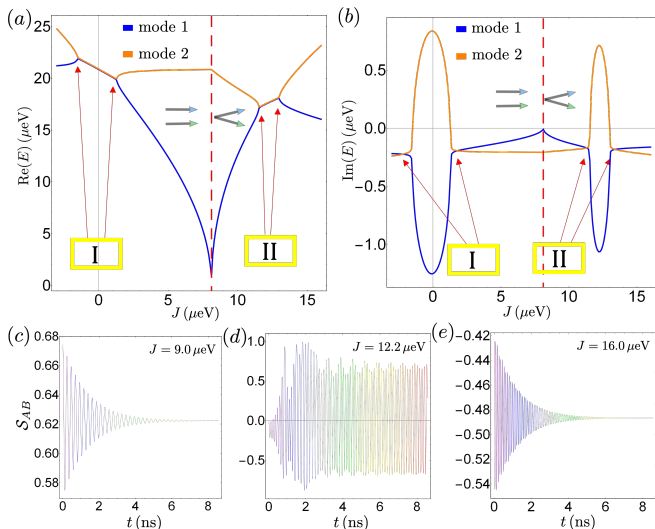 (a)
mode 1
mode 2
Re(E) (μeV)
25
20
15
10
5
0
I
II
0
5
10
15
J (μeV)
(b)
mode 1
mode 2
Im(E) (μeV)
0.5
0.0
−0.5
−1.0
I
II
0
5
10
15
J (μeV)
(c)
J = 9.0 μeV
S_AB
0.68
0.66
0.64
0.62
0.60
0.58
0 2 4 6 8
t (ns)
(d)
J = 12.2 μeV
1.0
0.5
0.0
−0.5
0 2 4 6 8
t (ns)
(e)
J = 16.0 μeV
−0.42
−0.44
−0.46
−0.48
−0.50
−0.52
−0.54
0 2 4 6 8
t (ns)